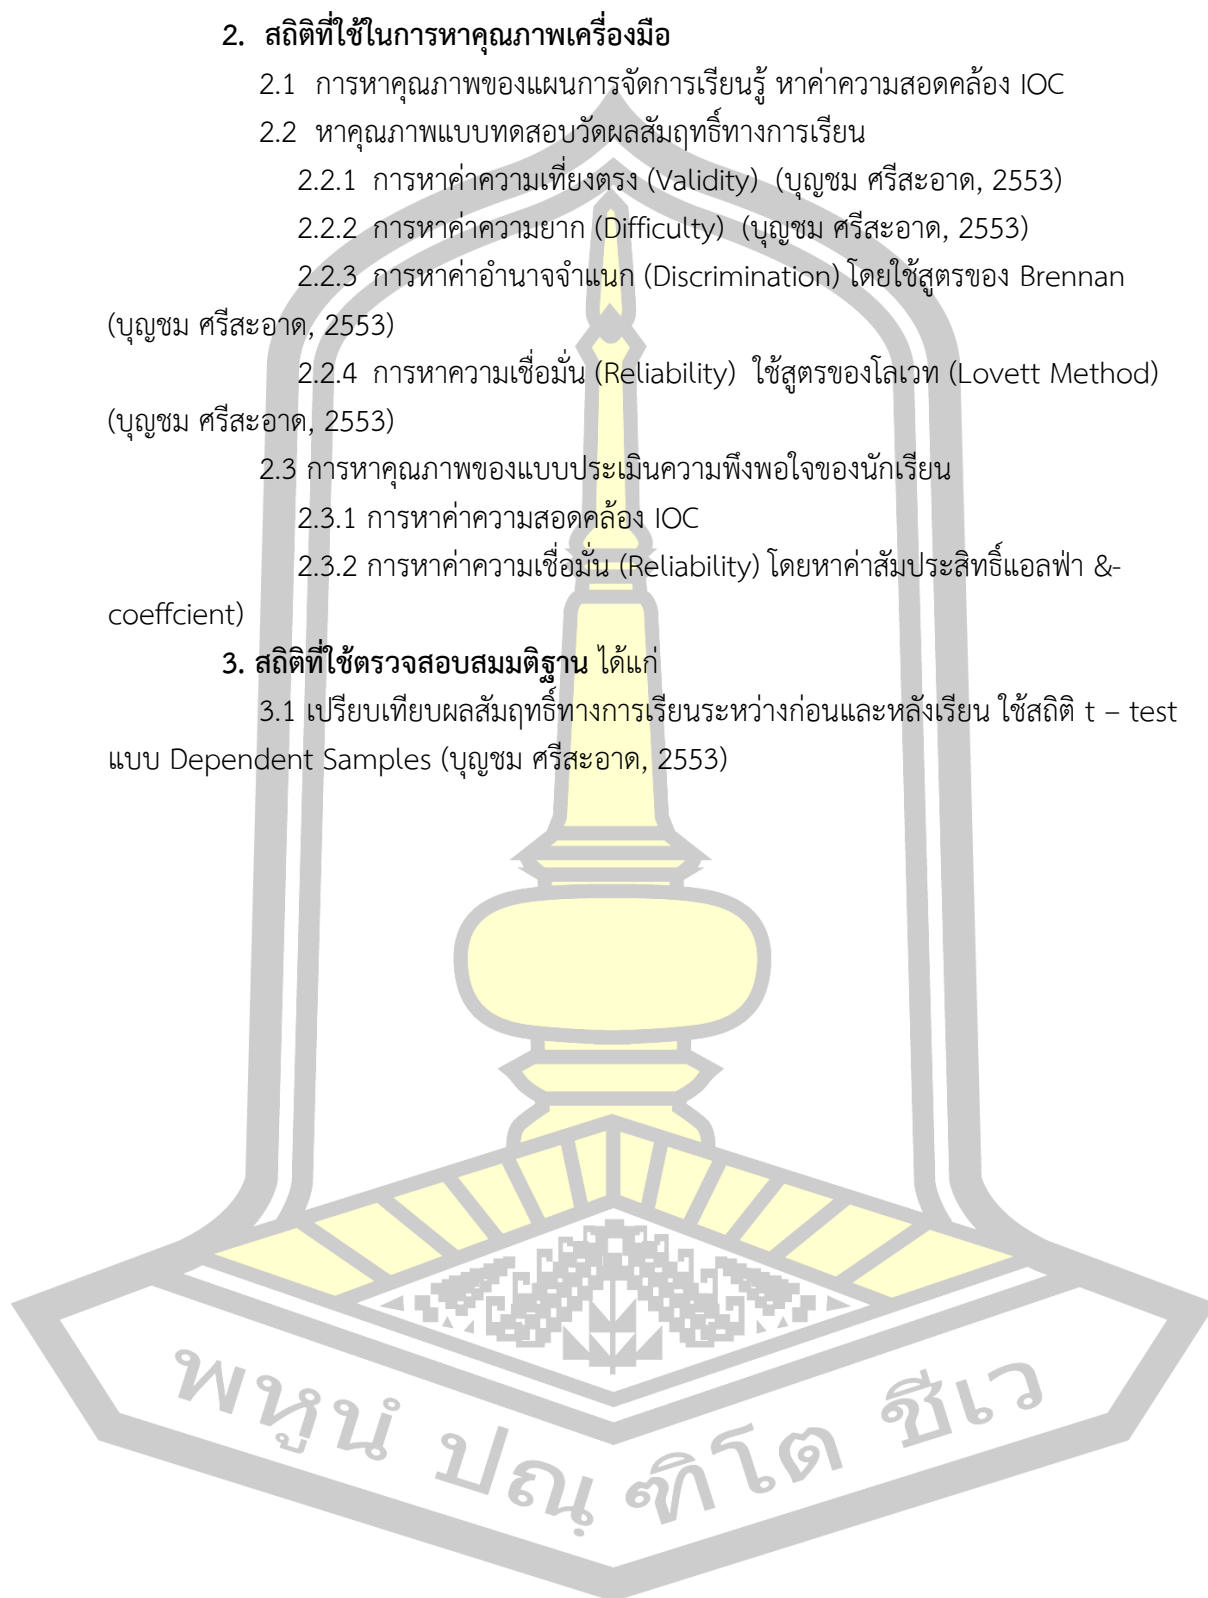 2. สถิติที่ใช้ในการหาคุณภาพเครื่องมือ
2.1 การหาคุณภาพของแผนการจัดการเรียนรู้ หาค่าความสอดคล้อง IOC
2.2 หาคุณภาพแบบทดสอบวัดผลสัมฤทธิ์ทางการเรียน
2.2.1 การหาค่าความเที่ยงตรง (Validity) (บุญชม ศรีสะอาด, 2553)
2.2.2 การหาค่าความยาก (Difficulty) (บุญชม ศรีสะอาด, 2553)
2.2.3 การหาค่าอำนาจจำแนก (Discrimination) โดยใช้สูตรของ Brennan
(บุญชม ศรีสะอาด, 2553)
2.2.4 การหาความเชื่อมั่น (Reliability) ใช้สูตรของโลเวท (Lovett Method)
(บุญชม ศรีสะอาด, 2553)
2.3 การหาคุณภาพของแบบประเมินความพึงพอใจของนักเรียน
2.3.1 การหาค่าความสอดคล้อง IOC
2.3.2 การหาค่าความเชื่อมั่น (Reliability) โดยหาค่าสัมประสิทธิ์แอลฟ่า &-
coeffcient)
3. สถิติที่ใช้ตรวจสอบสมมติฐาน ได้แก่
3.1 เปรียบเทียบผลสัมฤทธิ์ทางการเรียนระหว่างก่อนและหลังเรียน ใช้สถิติ t – test
แบบ Dependent Samples (บุญชม ศรีสะอาด, 2553)
พหูนํ ปณฺฑิโต ชีเว